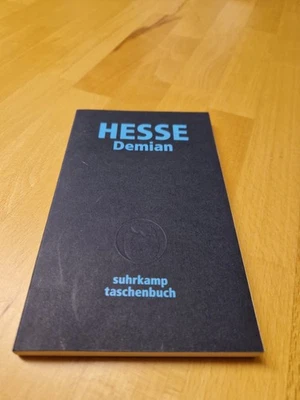 HESSE
Demian
suhrkamp
taschenbuch